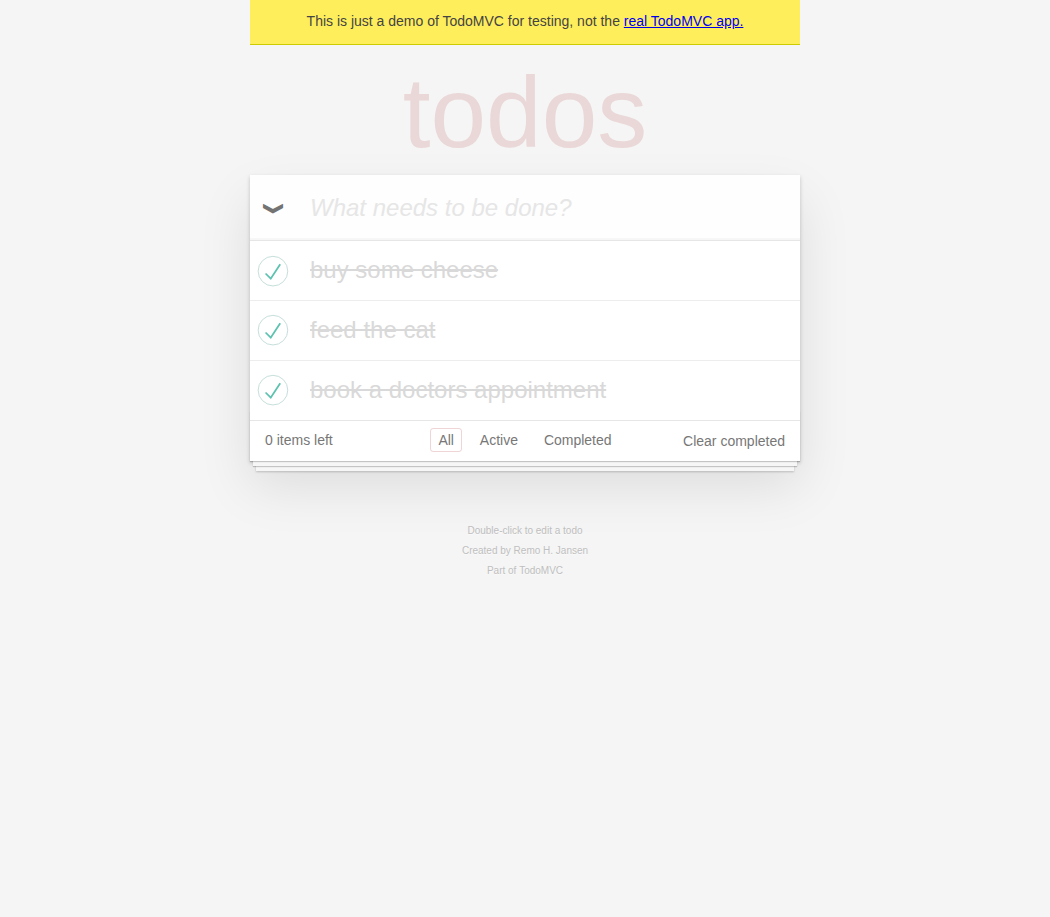 This is just a demo of TodoMVC for testing, not the real TodoMVC app.
todos
What needs to be done?
buy some cheese
feed the cat
book a doctors appointment
0 items left All Active Completed Clear completed
Double-click to edit a todo
Created by Remo H. Jansen
Part of TodoMVC